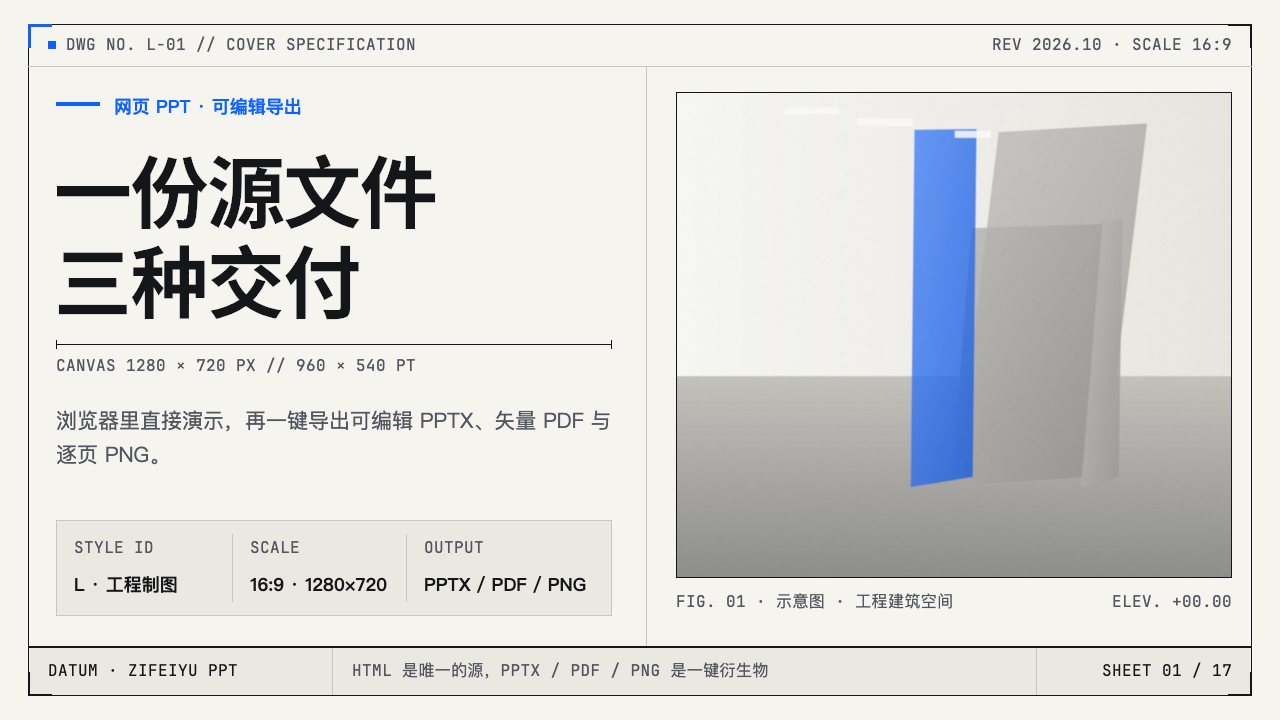 DWG NO. L-01 // COVER SPECIFICATION
REV 2026.10 · SCALE 16:9
网页 PPT · 可编辑导出
一份源文件
三种交付
CANVAS 1280 × 720 PX // 960 × 540 PT
浏览器里直接演示，再一键导出可编辑 PPTX、矢量 PDF 与
逐页 PNG。
STYLE ID
L · 工程制图
SCALE
16:9 · 1280×720
OUTPUT
PPTX / PDF / PNG
FIG. 01 · 示意图 · 工程建筑空间
ELEV. +00.00
DATUM · ZIFEIYU PPT
HTML 是唯一的源，PPTX / PDF / PNG 是一键衍生物
SHEET 01 / 17